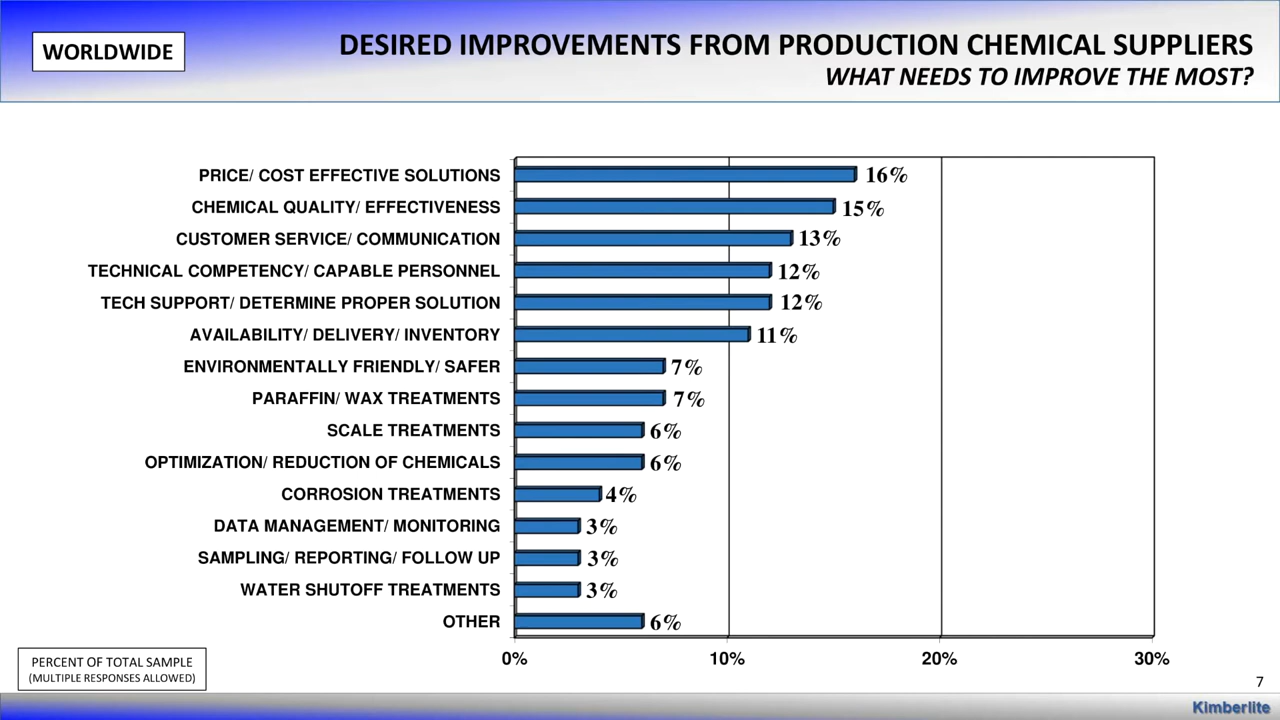 WORLDWIDE
DESIRED IMPROVEMENTS FROM PRODUCTION CHEMICAL SUPPLIERS
WHAT NEEDS TO IMPROVE THE MOST?
PRICE/ COST EFFECTIVE SOLUTIONS 16%
CHEMICAL QUALITY/ EFFECTIVENESS 15%
CUSTOMER SERVICE/ COMMUNICATION 13%
TECHNICAL COMPETENCY/ CAPABLE PERSONNEL 12%
TECH SUPPORT/ DETERMINE PROPER SOLUTION 12%
AVAILABILITY/ DELIVERY/ INVENTORY 11%
ENVIRONMENTALLY FRIENDLY/ SAFER 7%
PARAFFIN/ WAX TREATMENTS 7%
SCALE TREATMENTS 6%
OPTIMIZATION/ REDUCTION OF CHEMICALS 6%
CORROSION TREATMENTS 4%
DATA MANAGEMENT/ MONITORING 3%
SAMPLING/ REPORTING/ FOLLOW UP 3%
WATER SHUTOFF TREATMENTS 3%
OTHER 6%
0% 10% 20% 30%
PERCENT OF TOTAL SAMPLE
(MULTIPLE RESPONSES ALLOWED)
7
Kimberlite